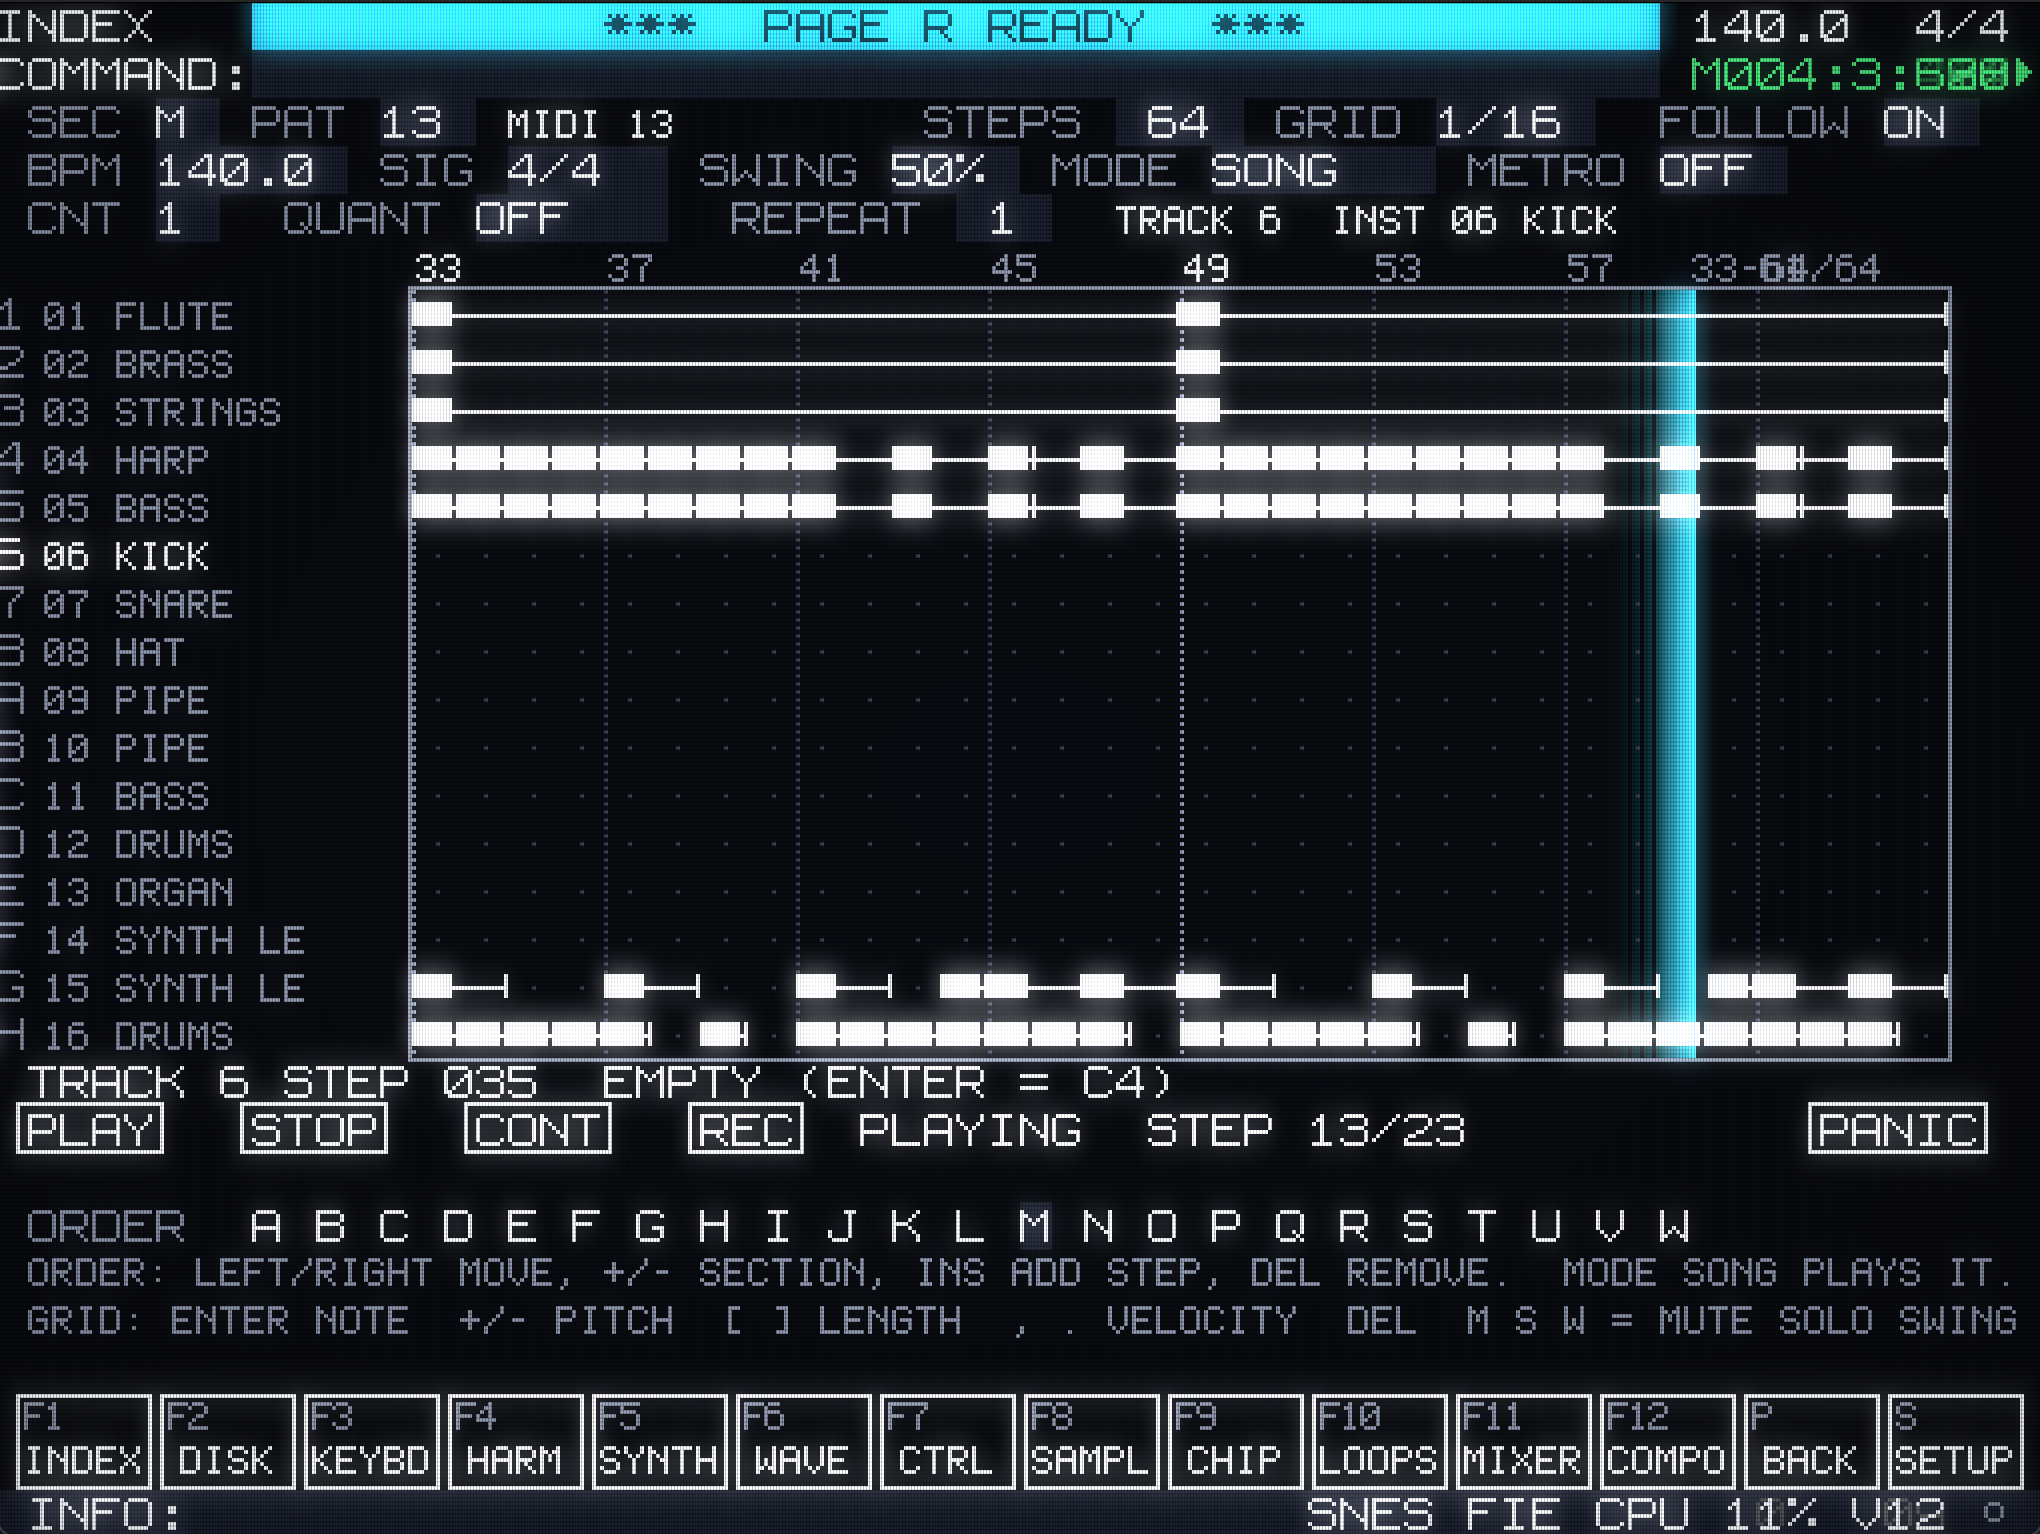 INDEX *** PAGE R READY *** 140.0 4/4
COMMAND: M004:3:
SEC M PAT 13 MIDI 13 STEPS 64 GRID 1/16 FOLLOW ON
BPM 140.0 SIG 4/4 SWING 50% MODE SONG METRO OFF
CNT 1 QUANT OFF REPEAT 1 TRACK 6 INST 06 KICK
33 37 41 45 49 53 57 33-64/64
1 01 FLUTE
2 02 BRASS
3 03 STRINGS
4 04 HARP
5 05 BASS
6 06 KICK
7 07 SNARE
8 08 HAT
A 09 PIPE
B 10 PIPE
C 11 BASS
D 12 DRUMS
E 13 ORGAN
F 14 SYNTH LE
G 15 SYNTH LE
H 16 DRUMS
TRACK 6 STEP 035 EMPTY (ENTER = C4)
PLAY STOP CONT REC PLAYING STEP 13/23 PANIC
ORDER A B C D E F G H I J K L M N O P Q R S T U V W
ORDER: LEFT/RIGHT MOVE, +/- SECTION, INS ADD STEP, DEL REMOVE. MODE SONG PLAYS IT.
GRID: ENTER NOTE +/- PITCH [ ] LENGTH , . VELOCITY DEL M S W = MUTE SOLO SWING
F1 F2 F3 F4 F5 F6 F7 F8 F9 F10 F11 F12 P S
INDEX DISK KEYBD HARM SYNTH WAVE CTRL SAMPL CHIP LOOPS MIXER COMPO BACK SETUP
INFO: SNES FIE CPU 11% V12